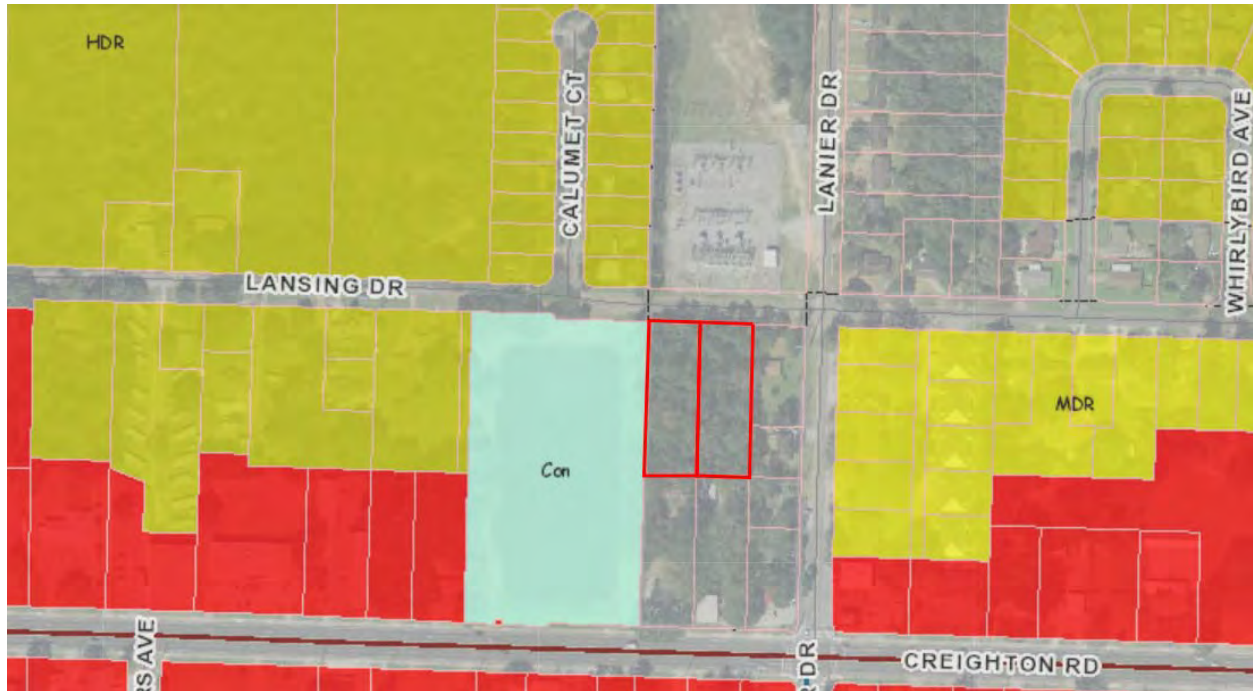 HDR
CALUMET CT
LANIER DR
WHIRLYBIRD AVE
LANSING DR
MDR
Con
RS AVE
R DR
CREIGHTON RD